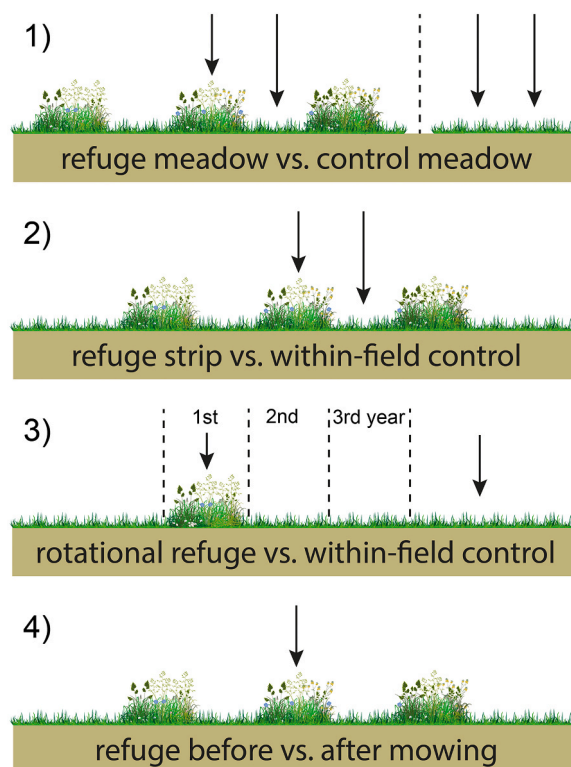 1)
refuge meadow vs. control meadow
2)
refuge strip vs. within-field control
3)
1st 2nd 3rd year
rotational refuge vs. within-field control
4)
refuge before vs. after mowing